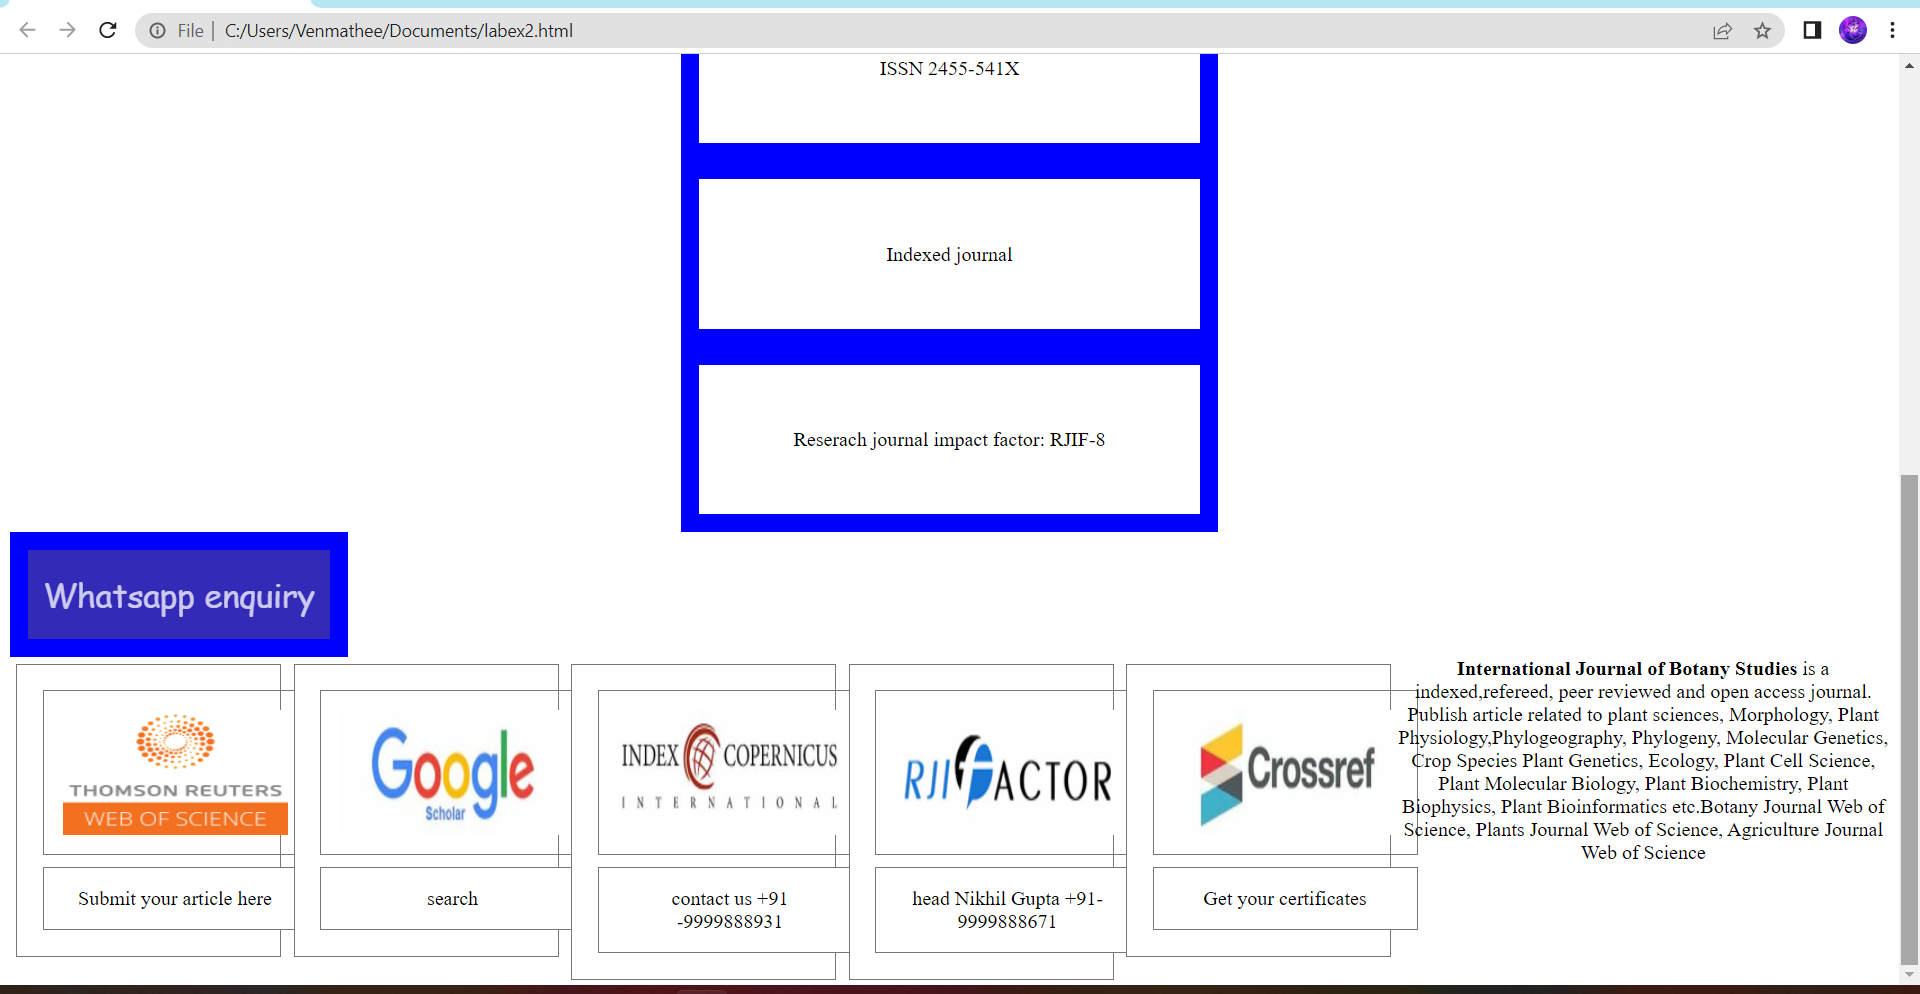 File | C:/Users/Venmathee/Documents/labex2.html
ISSN 2455-541X
Indexed journal
Reserach journal impact factor: RJIF-8
Whatsapp enquiry
THOMSON REUTERS
WEB OF SCIENCE
Submit your article here
Google
Scholar
search
INDEX COPERNICUS
INTERNATIONAL
contact us +91
-9999888931
RJIFACTOR
head Nikhil Gupta +91-
9999888671
Crossref
Get your certificates
International Journal of Botany Studies is a
indexed,refereed, peer reviewed and open access journal.
Publish article related to plant sciences, Morphology, Plant
Physiology,Phylogeography, Phylogeny, Molecular Genetics,
Crop Species Plant Genetics, Ecology, Plant Cell Science,
Plant Molecular Biology, Plant Biochemistry, Plant
Biophysics, Plant Bioinformatics etc.Botany Journal Web of
Science, Plants Journal Web of Science, Agriculture Journal
Web of Science